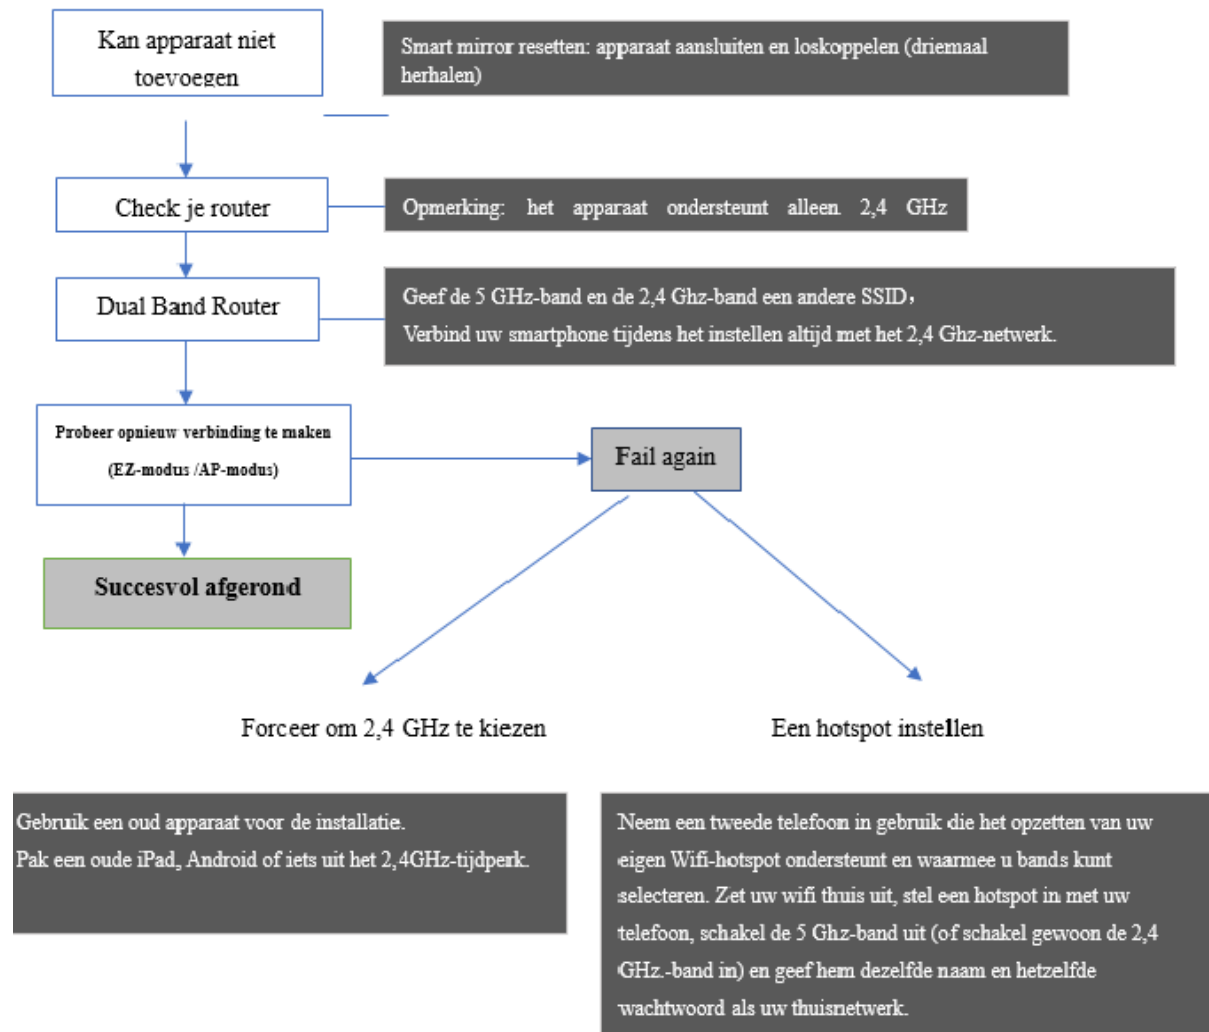 Kan apparaat niet
toevoegen
Smart mirror resetten: apparaat aansluiten en loskoppelen (driemaal
herhalen)
Check je router
Opmerking: het apparaat ondersteunt alleen 2,4 GHz
Dual Band Router
Geef de 5 GHz-band en de 2,4 Ghz-band een andere SSID，
Verbind uw smartphone tijdens het instellen altijd met het 2,4 Ghz-netwerk.
Probeer opnieuw verbinding te maken
(EZ-modus /AP-modus)
Fail again
Succesvol afgerond
Forceer om 2,4 GHz te kiezen
Een hotspot instellen
Gebruik een oud apparaat voor de installatie.
Pak een oude iPad, Android of iets uit het 2,4GHz-tijdperk.
Neem een tweede telefoon in gebruik die het opzetten van uw
eigen Wifi-hotspot ondersteunt en waarmee u bands kunt
selecteren. Zet uw wifi thuis uit, stel een hotspot in met uw
telefoon, schakel de 5 Ghz-band uit (of schakel gewoon de 2,4
GHz.-band in) en geef hem dezelfde naam en hetzelfde
wachtwoord als uw thuisnetwerk.